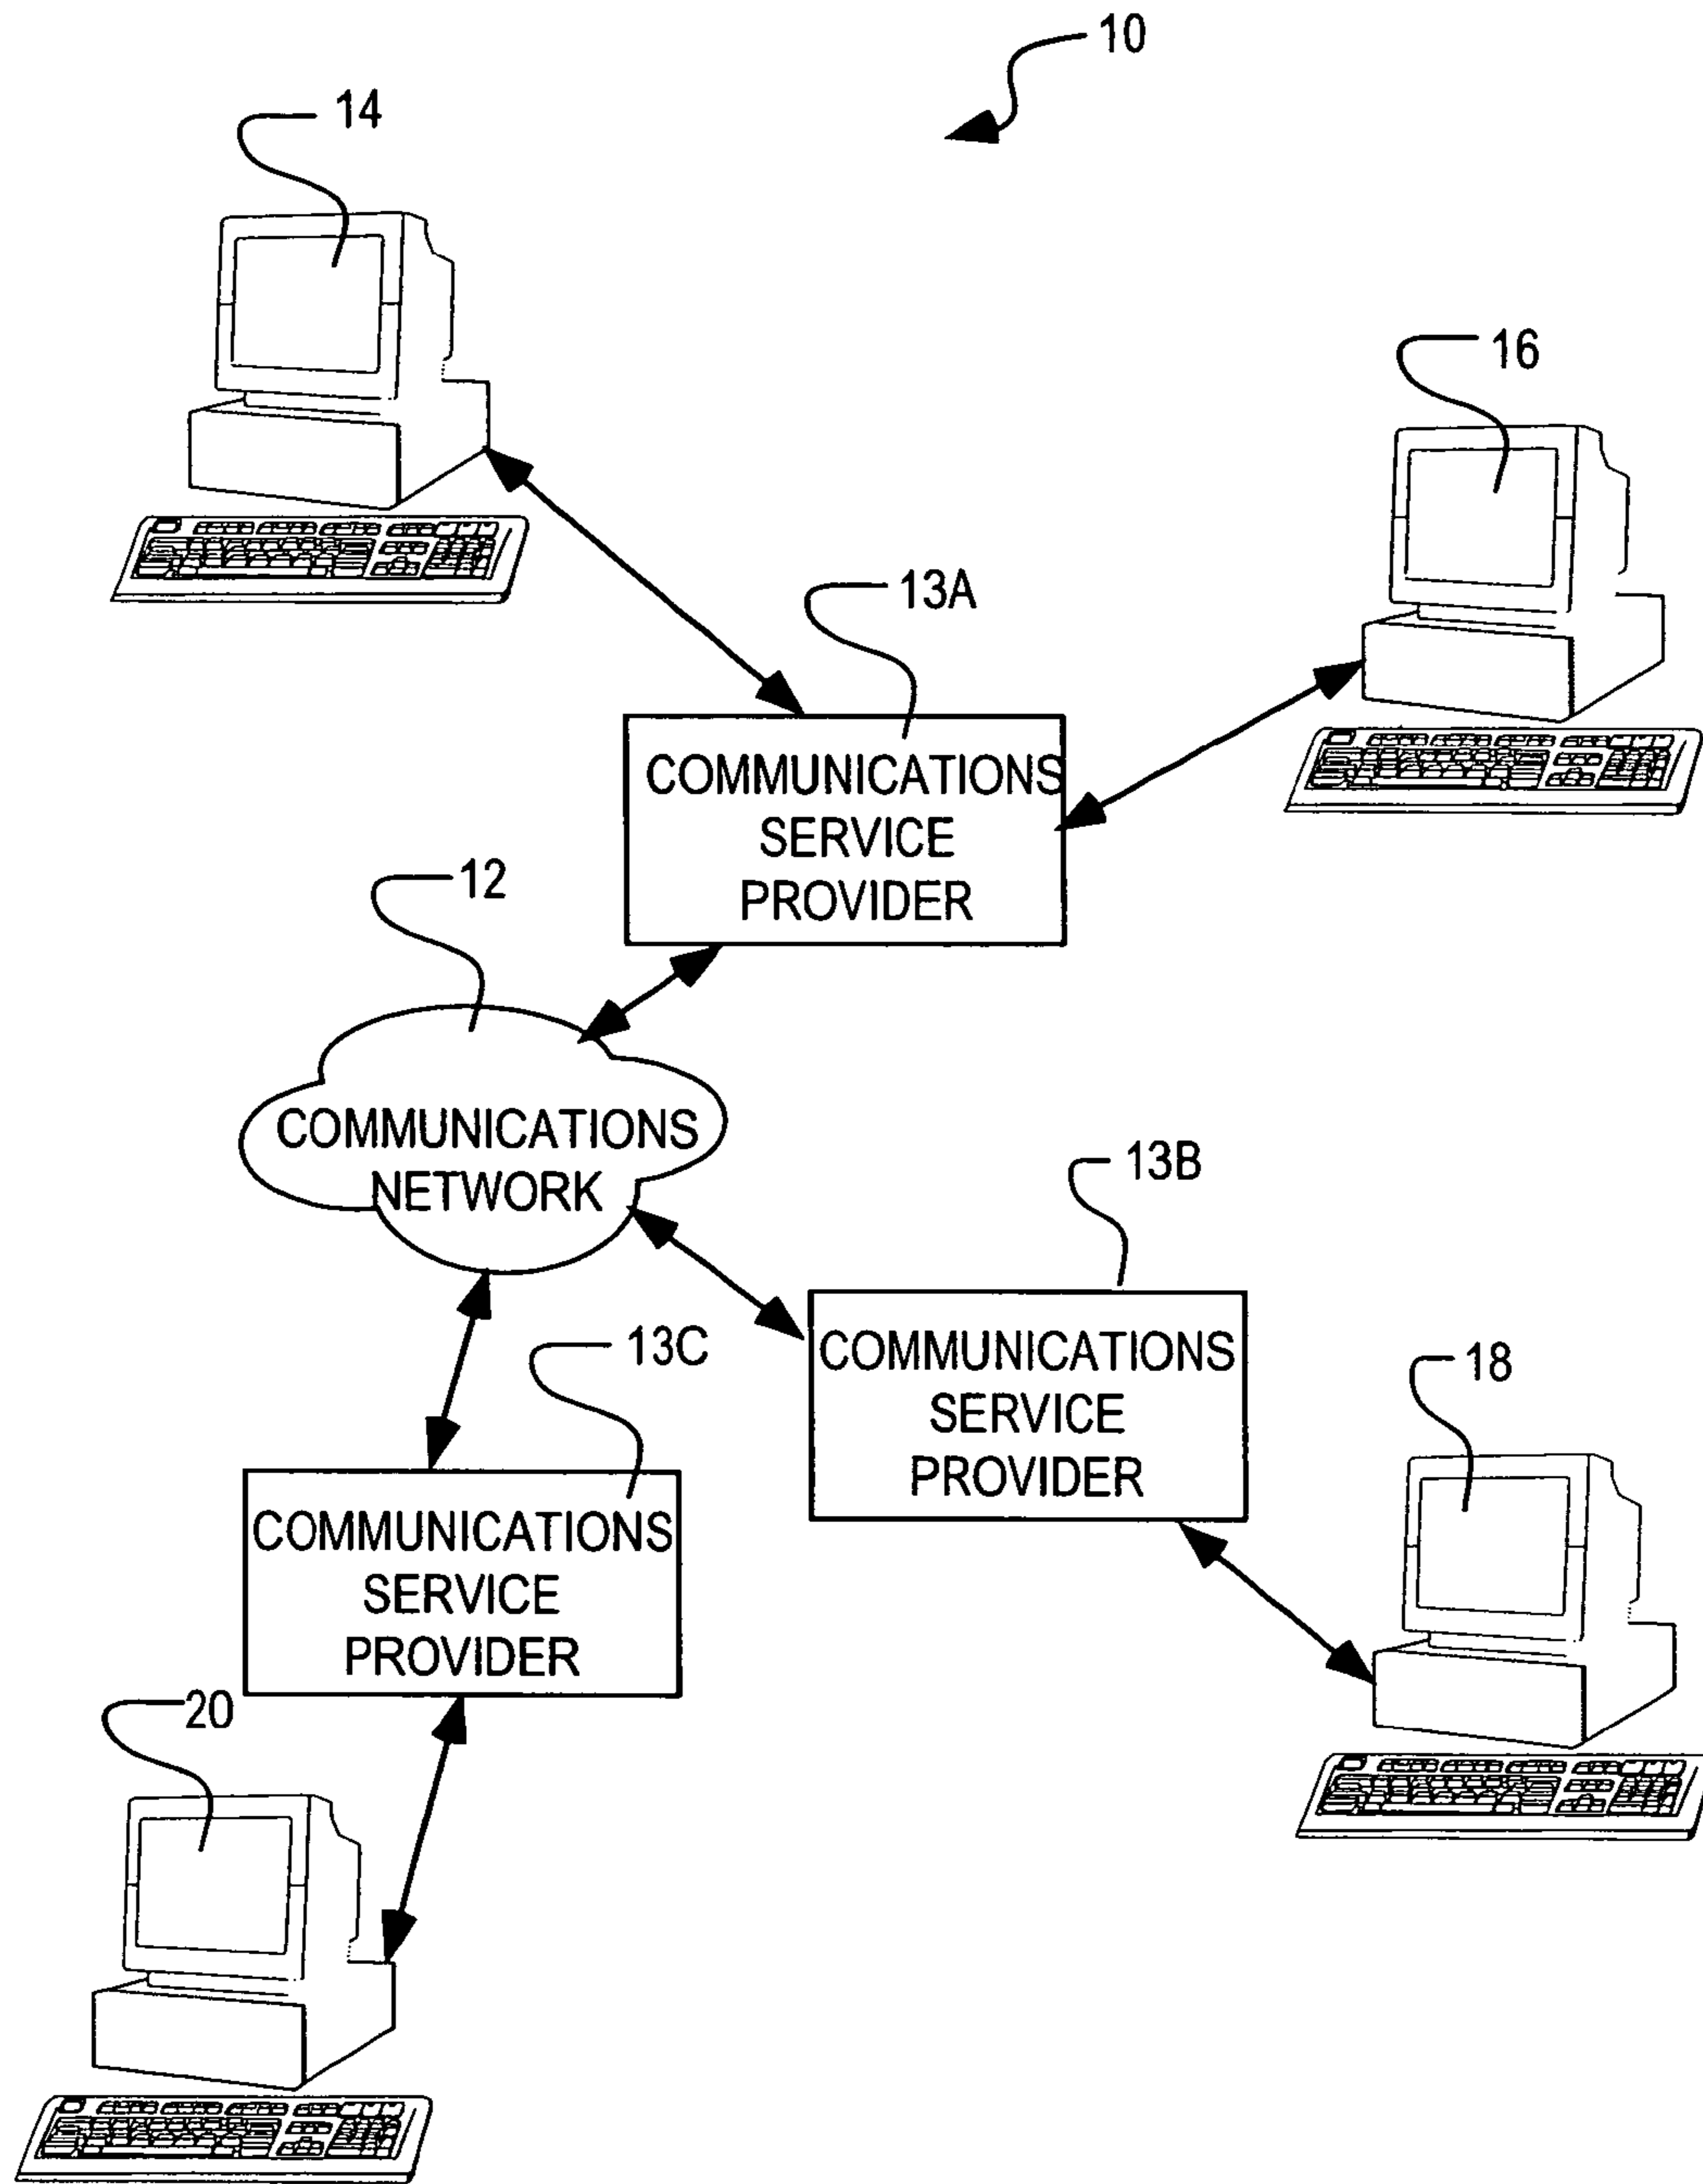 10
14
16
13A
COMMUNICATIONS
SERVICE
PROVIDER
12
COMMUNICATIONS
NETWORK
13B
COMMUNICATIONS
SERVICE
PROVIDER
13C
COMMUNICATIONS
SERVICE
PROVIDER
18
20